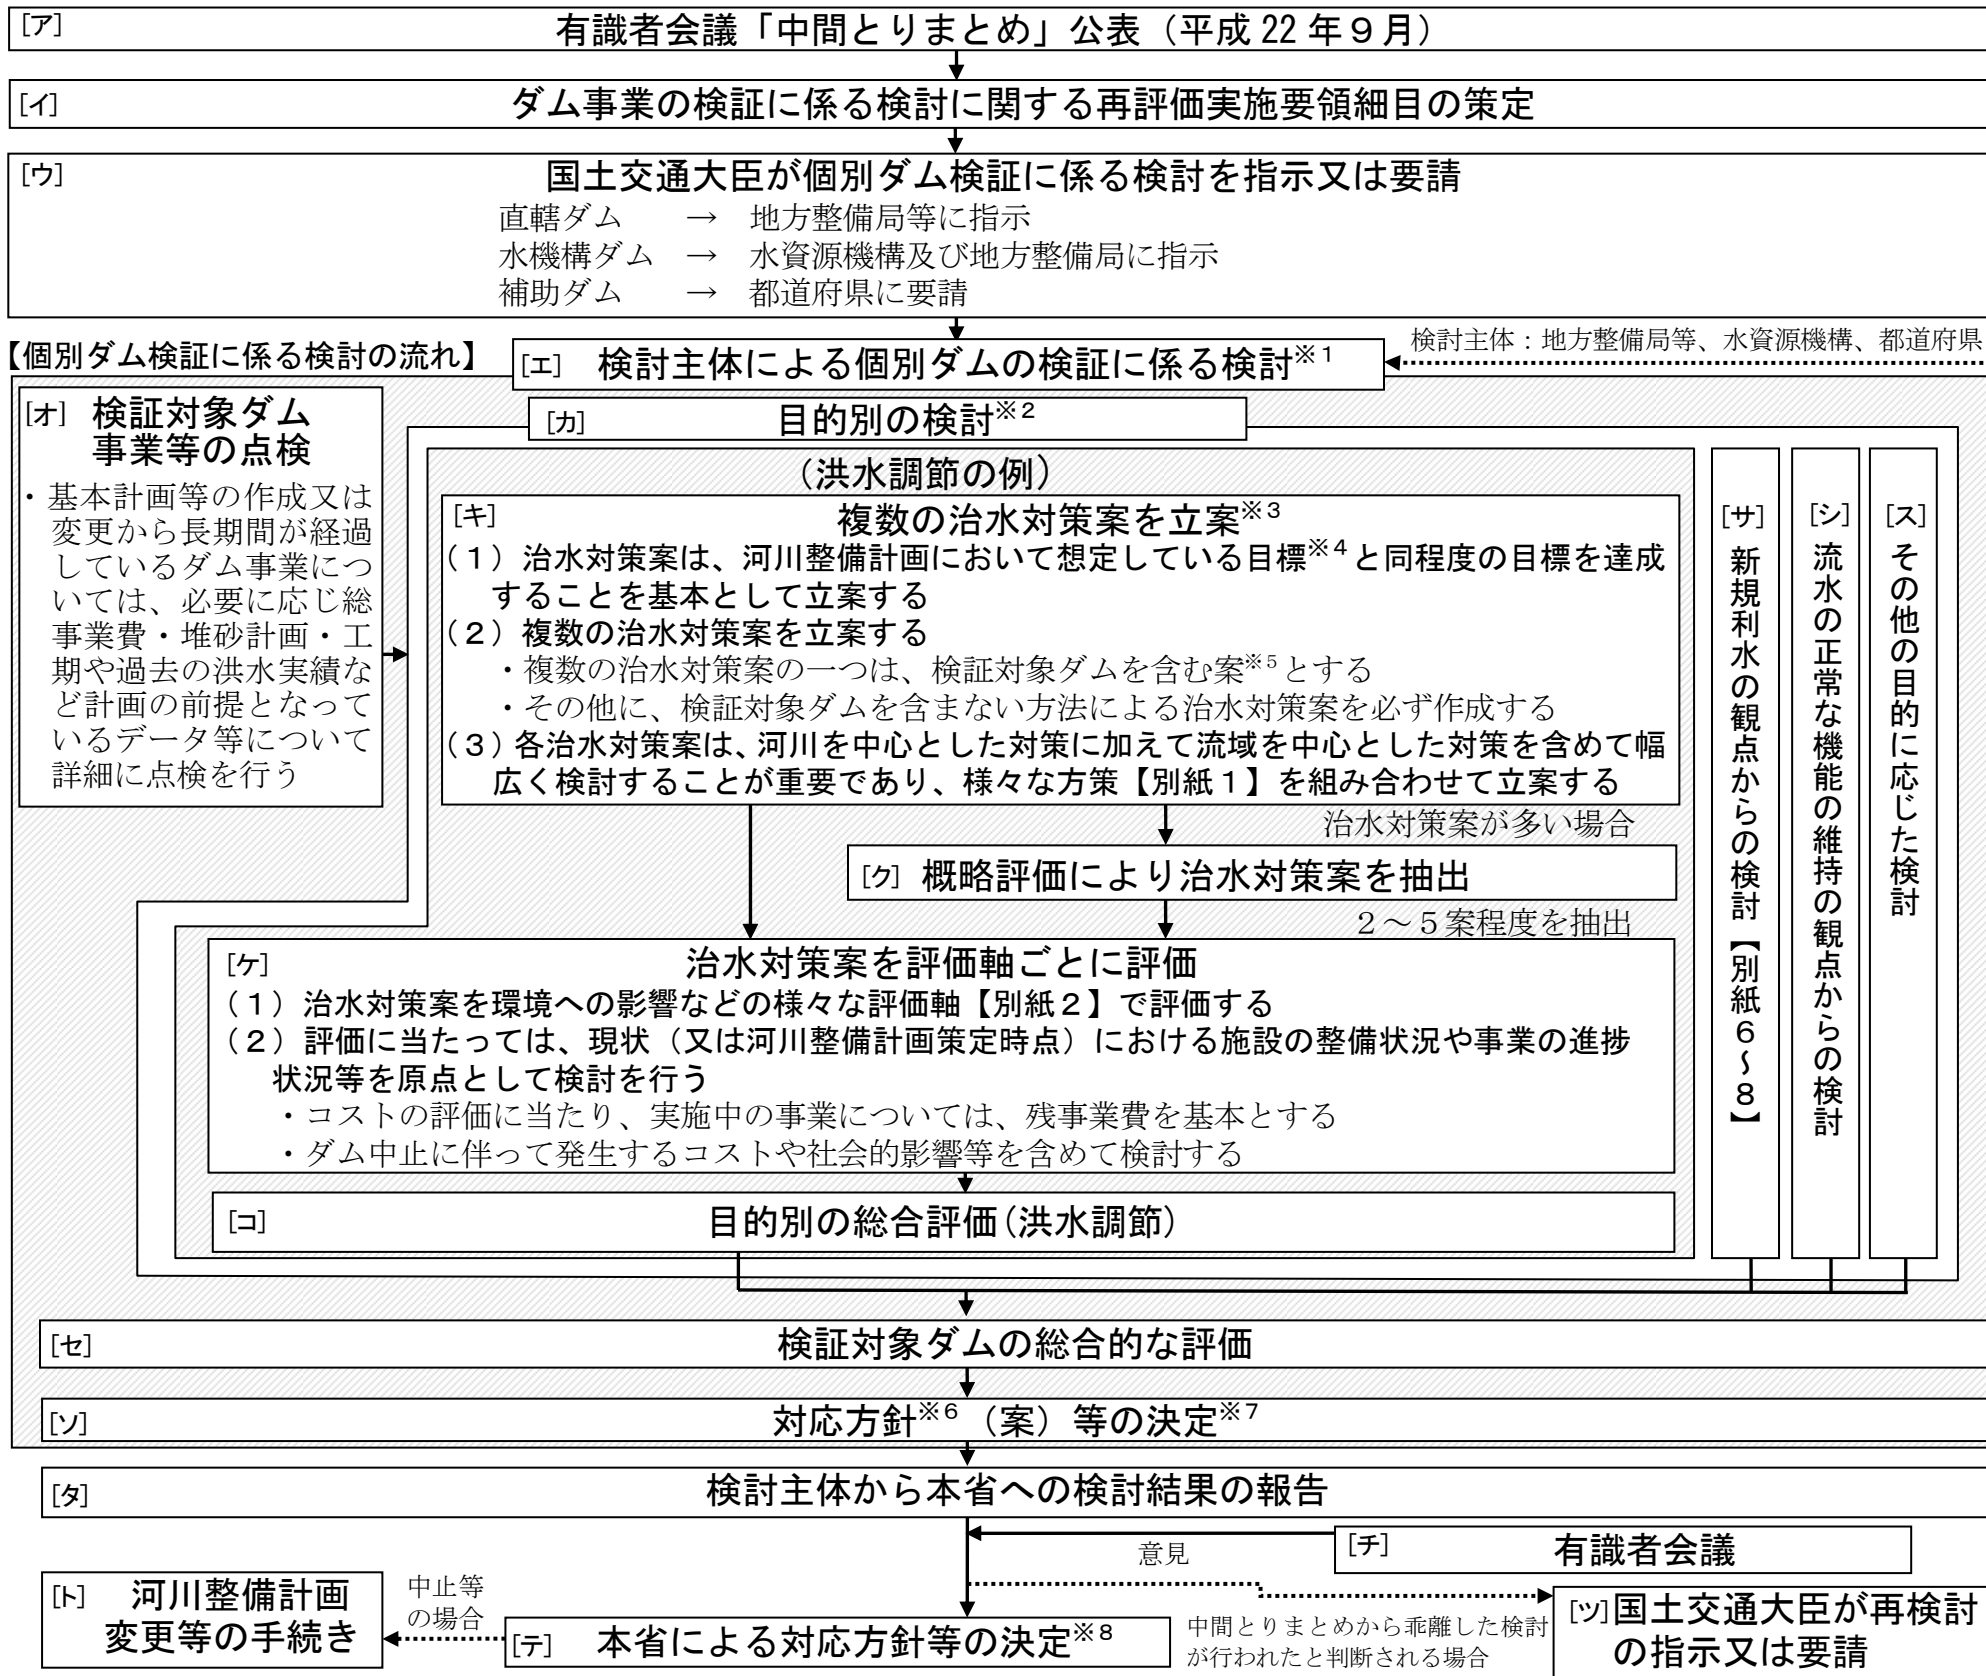 [ア] 有識者会議「中間とりまとめ」公表（平成 22 年９月）
[イ] ダム事業の検証に係る検討に関する再評価実施要領細目の策定
[ウ] 国土交通大臣が個別ダム検証に係る検討を指示又は要請
直轄ダム → 地方整備局等に指示
水機構ダム → 水資源機構及び地方整備局に指示
補助ダム → 都道府県に要請
【個別ダム検証に係る検討の流れ】
検討主体：地方整備局等、水資源機構、都道府県
[エ] 検討主体による個別ダムの検証に係る検討※１
[オ] 検証対象ダム
事業等の点検
・基本計画等の作成又は
変更から長期間が経過
しているダム事業につ
いては、必要に応じ総
事業費・堆砂計画・工
期や過去の洪水実績な
ど計画の前提となって
いるデータ等について
詳細に点検を行う
[カ] 目的別の検討※２
（洪水調節の例）
[キ] 複数の治水対策案を立案※３
（１）治水対策案は、河川整備計画において想定している目標※４と同程度の目標を達成
することを基本として立案する
（２）複数の治水対策案を立案する
・複数の治水対策案の一つは、検証対象ダムを含む案※５とする
・その他に、検証対象ダムを含まない方法による治水対策案を必ず作成する
（３）各治水対策案は、河川を中心とした対策に加えて流域を中心とした対策を含めて幅
広く検討することが重要であり、様々な方策【別紙１】を組み合わせて立案する
治水対策案が多い場合
[ク] 概略評価により治水対策案を抽出
２～５案程度を抽出
[ケ] 治水対策案を評価軸ごとに評価
（１）治水対策案を環境への影響などの様々な評価軸【別紙２】で評価する
（２）評価に当たっては、現状（又は河川整備計画策定時点）における施設の整備状況や事業の進捗
状況等を原点として検討を行う
・コストの評価に当たり、実施中の事業については、残事業費を基本とする
・ダム中止に伴って発生するコストや社会的影響等を含めて検討する
[コ] 目的別の総合評価（洪水調節）
[サ] 新規利水の観点からの検討【別紙６～８】
[シ] 流水の正常な機能の維持の観点からの検討
[ス] その他の目的に応じた検討
[セ] 検証対象ダムの総合的な評価
[ソ] 対応方針※６（案）等の決定※７
[タ] 検討主体から本省への検討結果の報告
[チ] 有識者会議
意見
[ツ] 国土交通大臣が再検討
の指示又は要請
中間とりまとめから乖離した検討
が行われたと判断される場合
[テ] 本省による対応方針等の決定※８
中止等
の場合
[ト] 河川整備計画
変更等の手続き